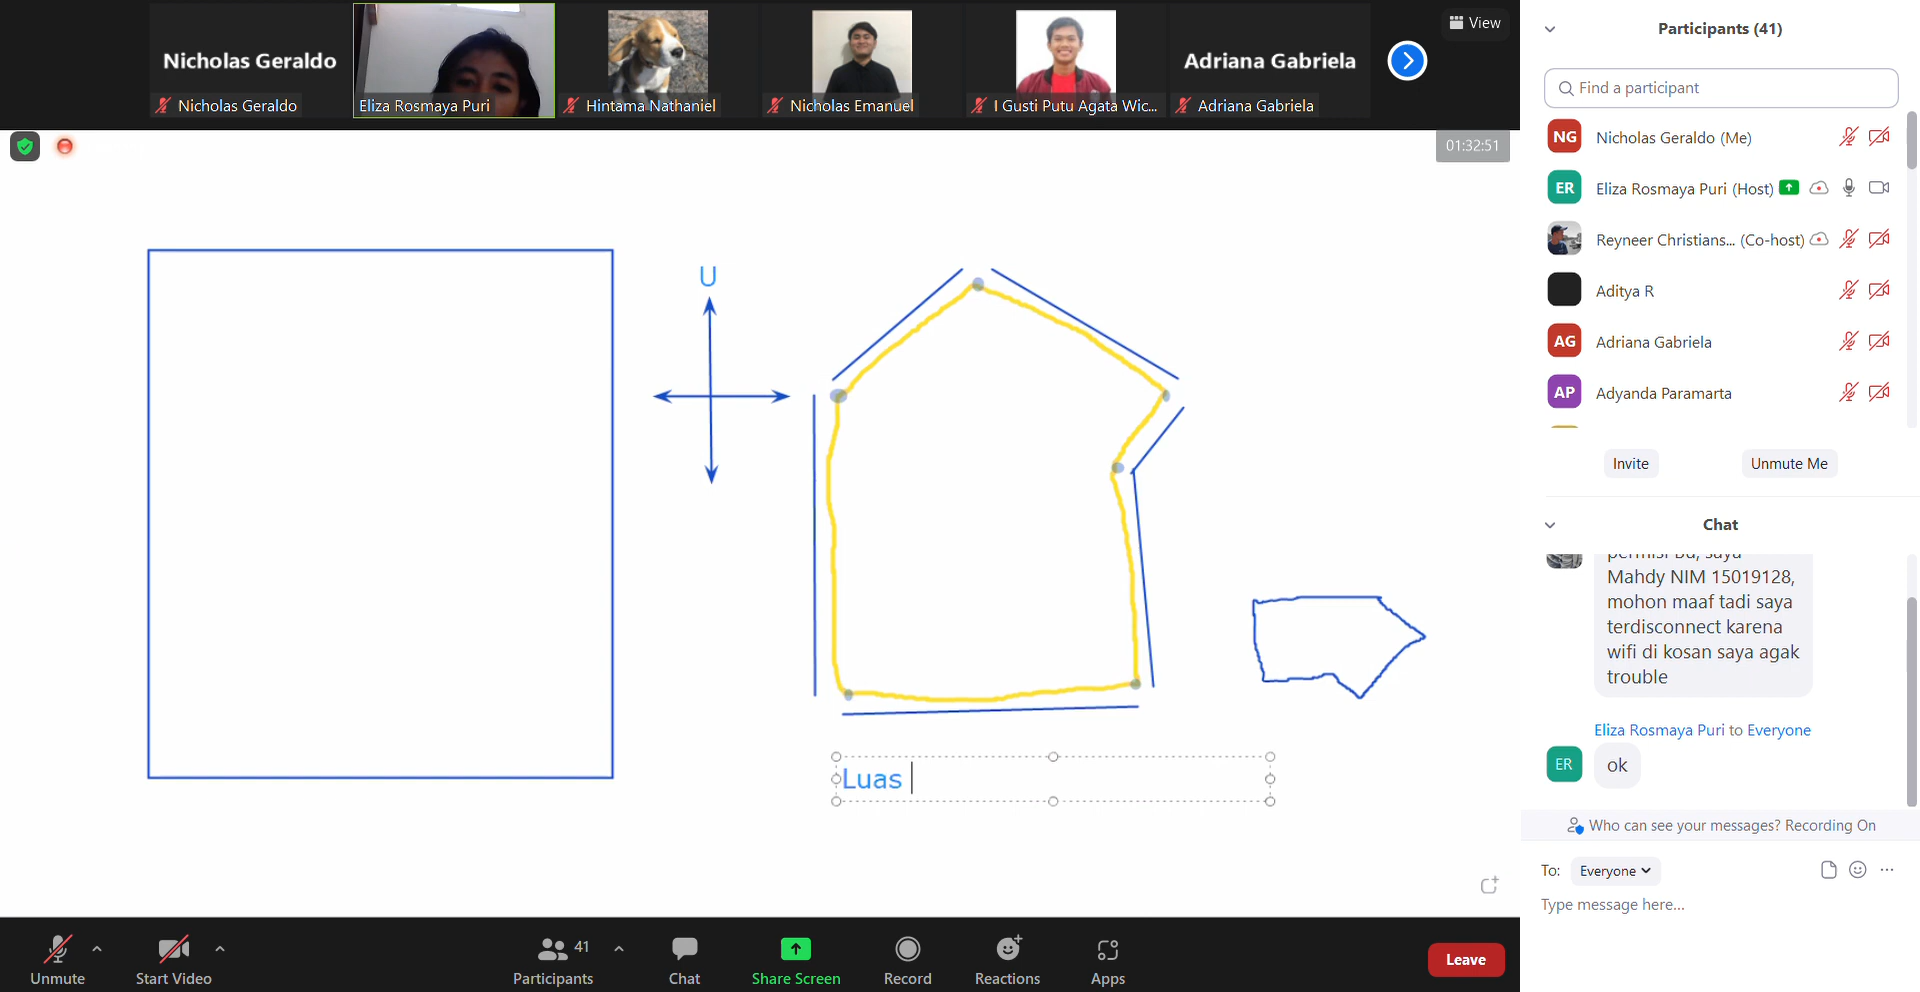 Nicholas Geraldo
Adriana Gabriela
View
Nicholas Geraldo
Eliza Rosmaya Puri
Hintama Nathaniel
Nicholas Emanuel
I Gusti Putu Agata Wic...
Adriana Gabriela
01:32:51
U
Luas
Unmute
Start Video
41
Participants
Chat
Share Screen
Record
Reactions
Apps
Leave
Participants (41)
Find a participant
NG
Nicholas Geraldo (Me)
ER
Eliza Rosmaya Puri (Host)
Reyneer Christians... (Co-host)
Aditya R
AG
Adriana Gabriela
AP
Adyanda Paramarta
Invite
Unmute Me
Chat
permisi Bu, saya
Mahdy NIM 15019128,
mohon maaf tadi saya
terdisconnect karena
wifi di kosan saya agak
trouble
Eliza Rosmaya Puri to Everyone
ER
ok
Who can see your messages? Recording On
To:
Everyone
Type message here...